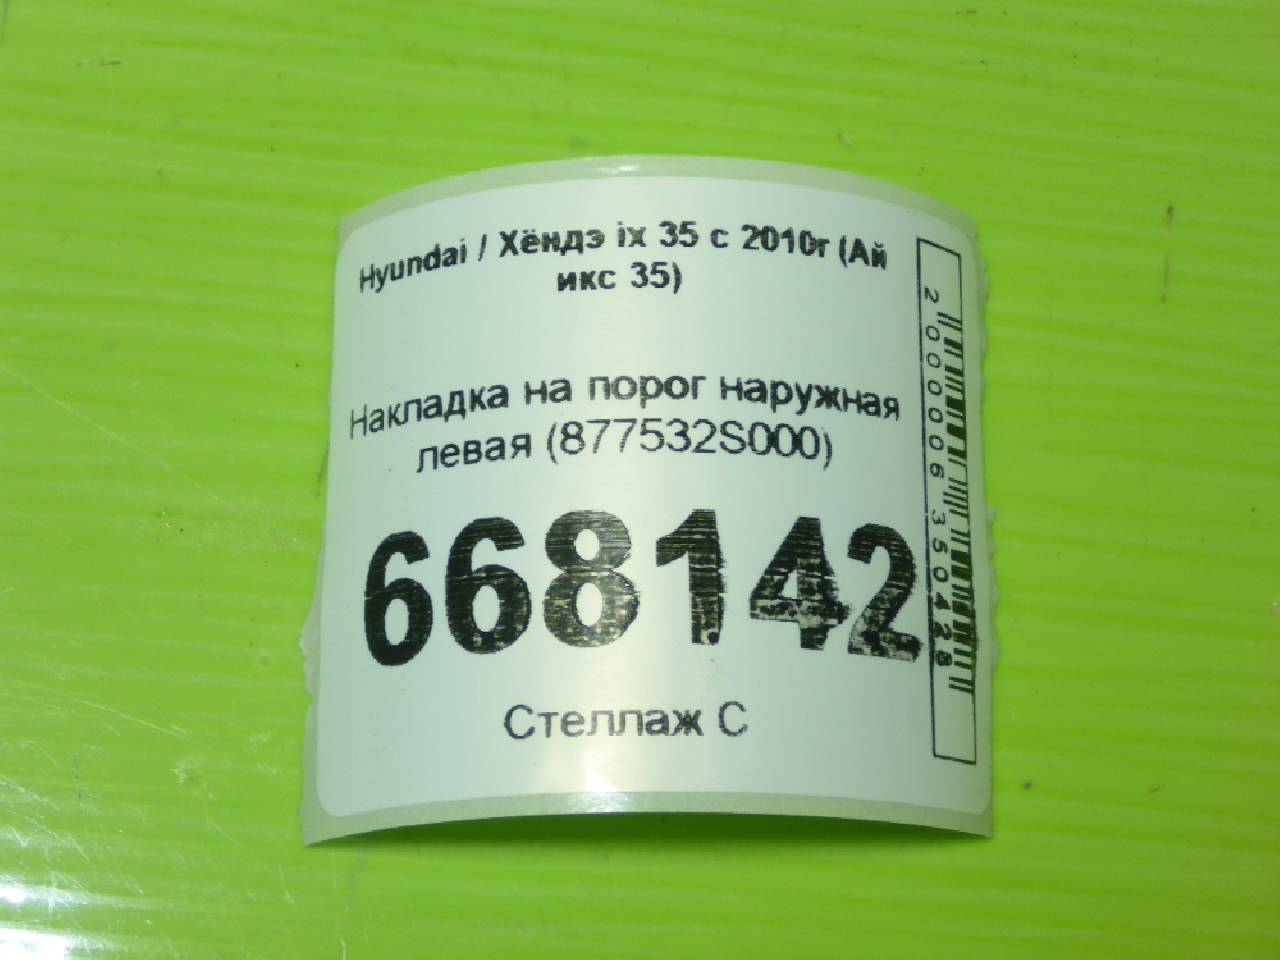 Hyundai / Хёндэ ix 35 с 2010г (Ай
икс 35)
Накладка на порог наружная
левая (877532S000)
668142
Стеллаж С
2000006350428